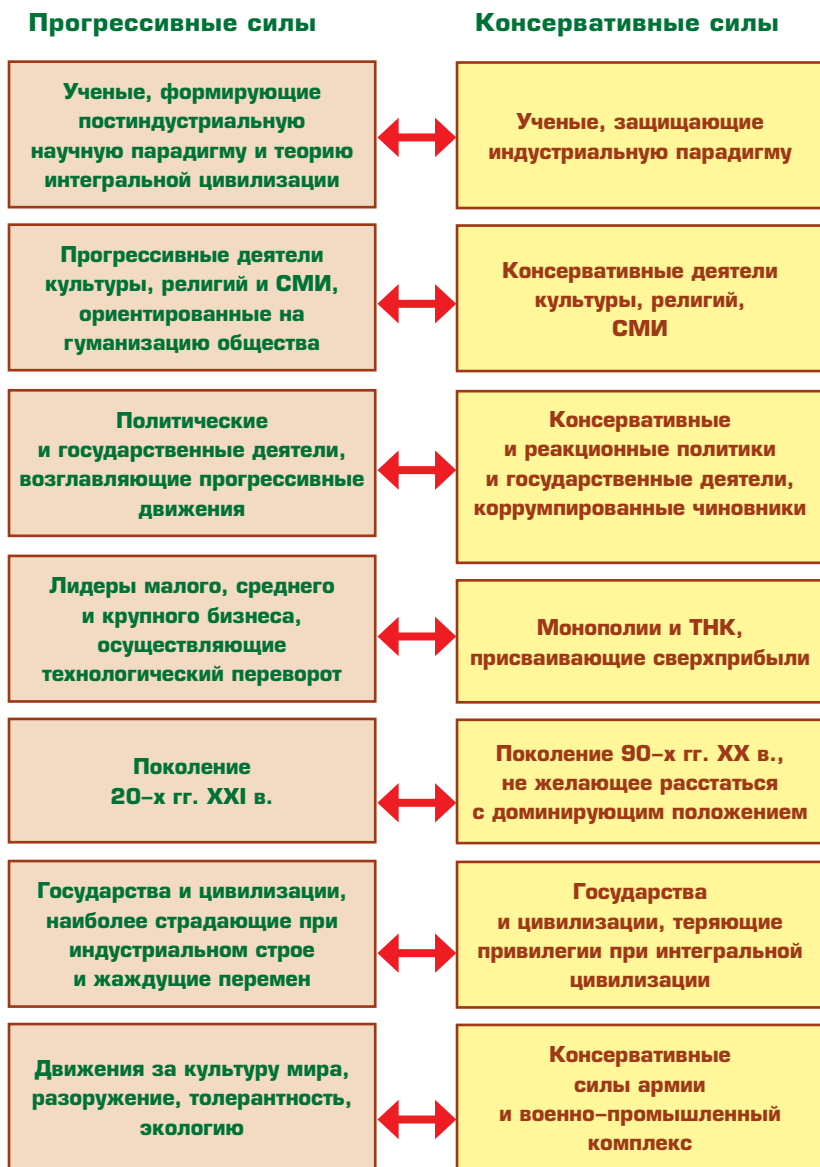 Прогрессивные силы
Консервативные силы
Ученые, формирующие
постиндустриальную
научную парадигму и теорию
интегральной цивилизации
Ученые, защищающие
индустриальную парадигму
Прогрессивные деятели
культуры, религий и СМИ,
ориентированные на
гуманизацию общества
Консервативные деятели
культуры, религий,
СМИ
Политические
и государственные деятели,
возглавляющие прогрессивные
движения
Консервативные
и реакционные политики
и государственные деятели,
коррумпированные чиновники
Лидеры малого, среднего
и крупного бизнеса,
осуществляющие
технологический переворот
Монополии и ТНК,
присваивающие сверхприбыли
Поколение
20-х гг. XXI в.
Поколение 90-х гг. XX в.,
не желающее расстаться
с доминирующим положением
Государства и цивилизации,
наиболее страдающие при
индустриальном строе
и жаждущие перемен
Государства
и цивилизации, теряющие
привилегии при интегральной
цивилизации
Движения за культуру мира,
разоружение, толерантность,
экологию
Консервативные
силы армии
и военно-промышленный
комплекс